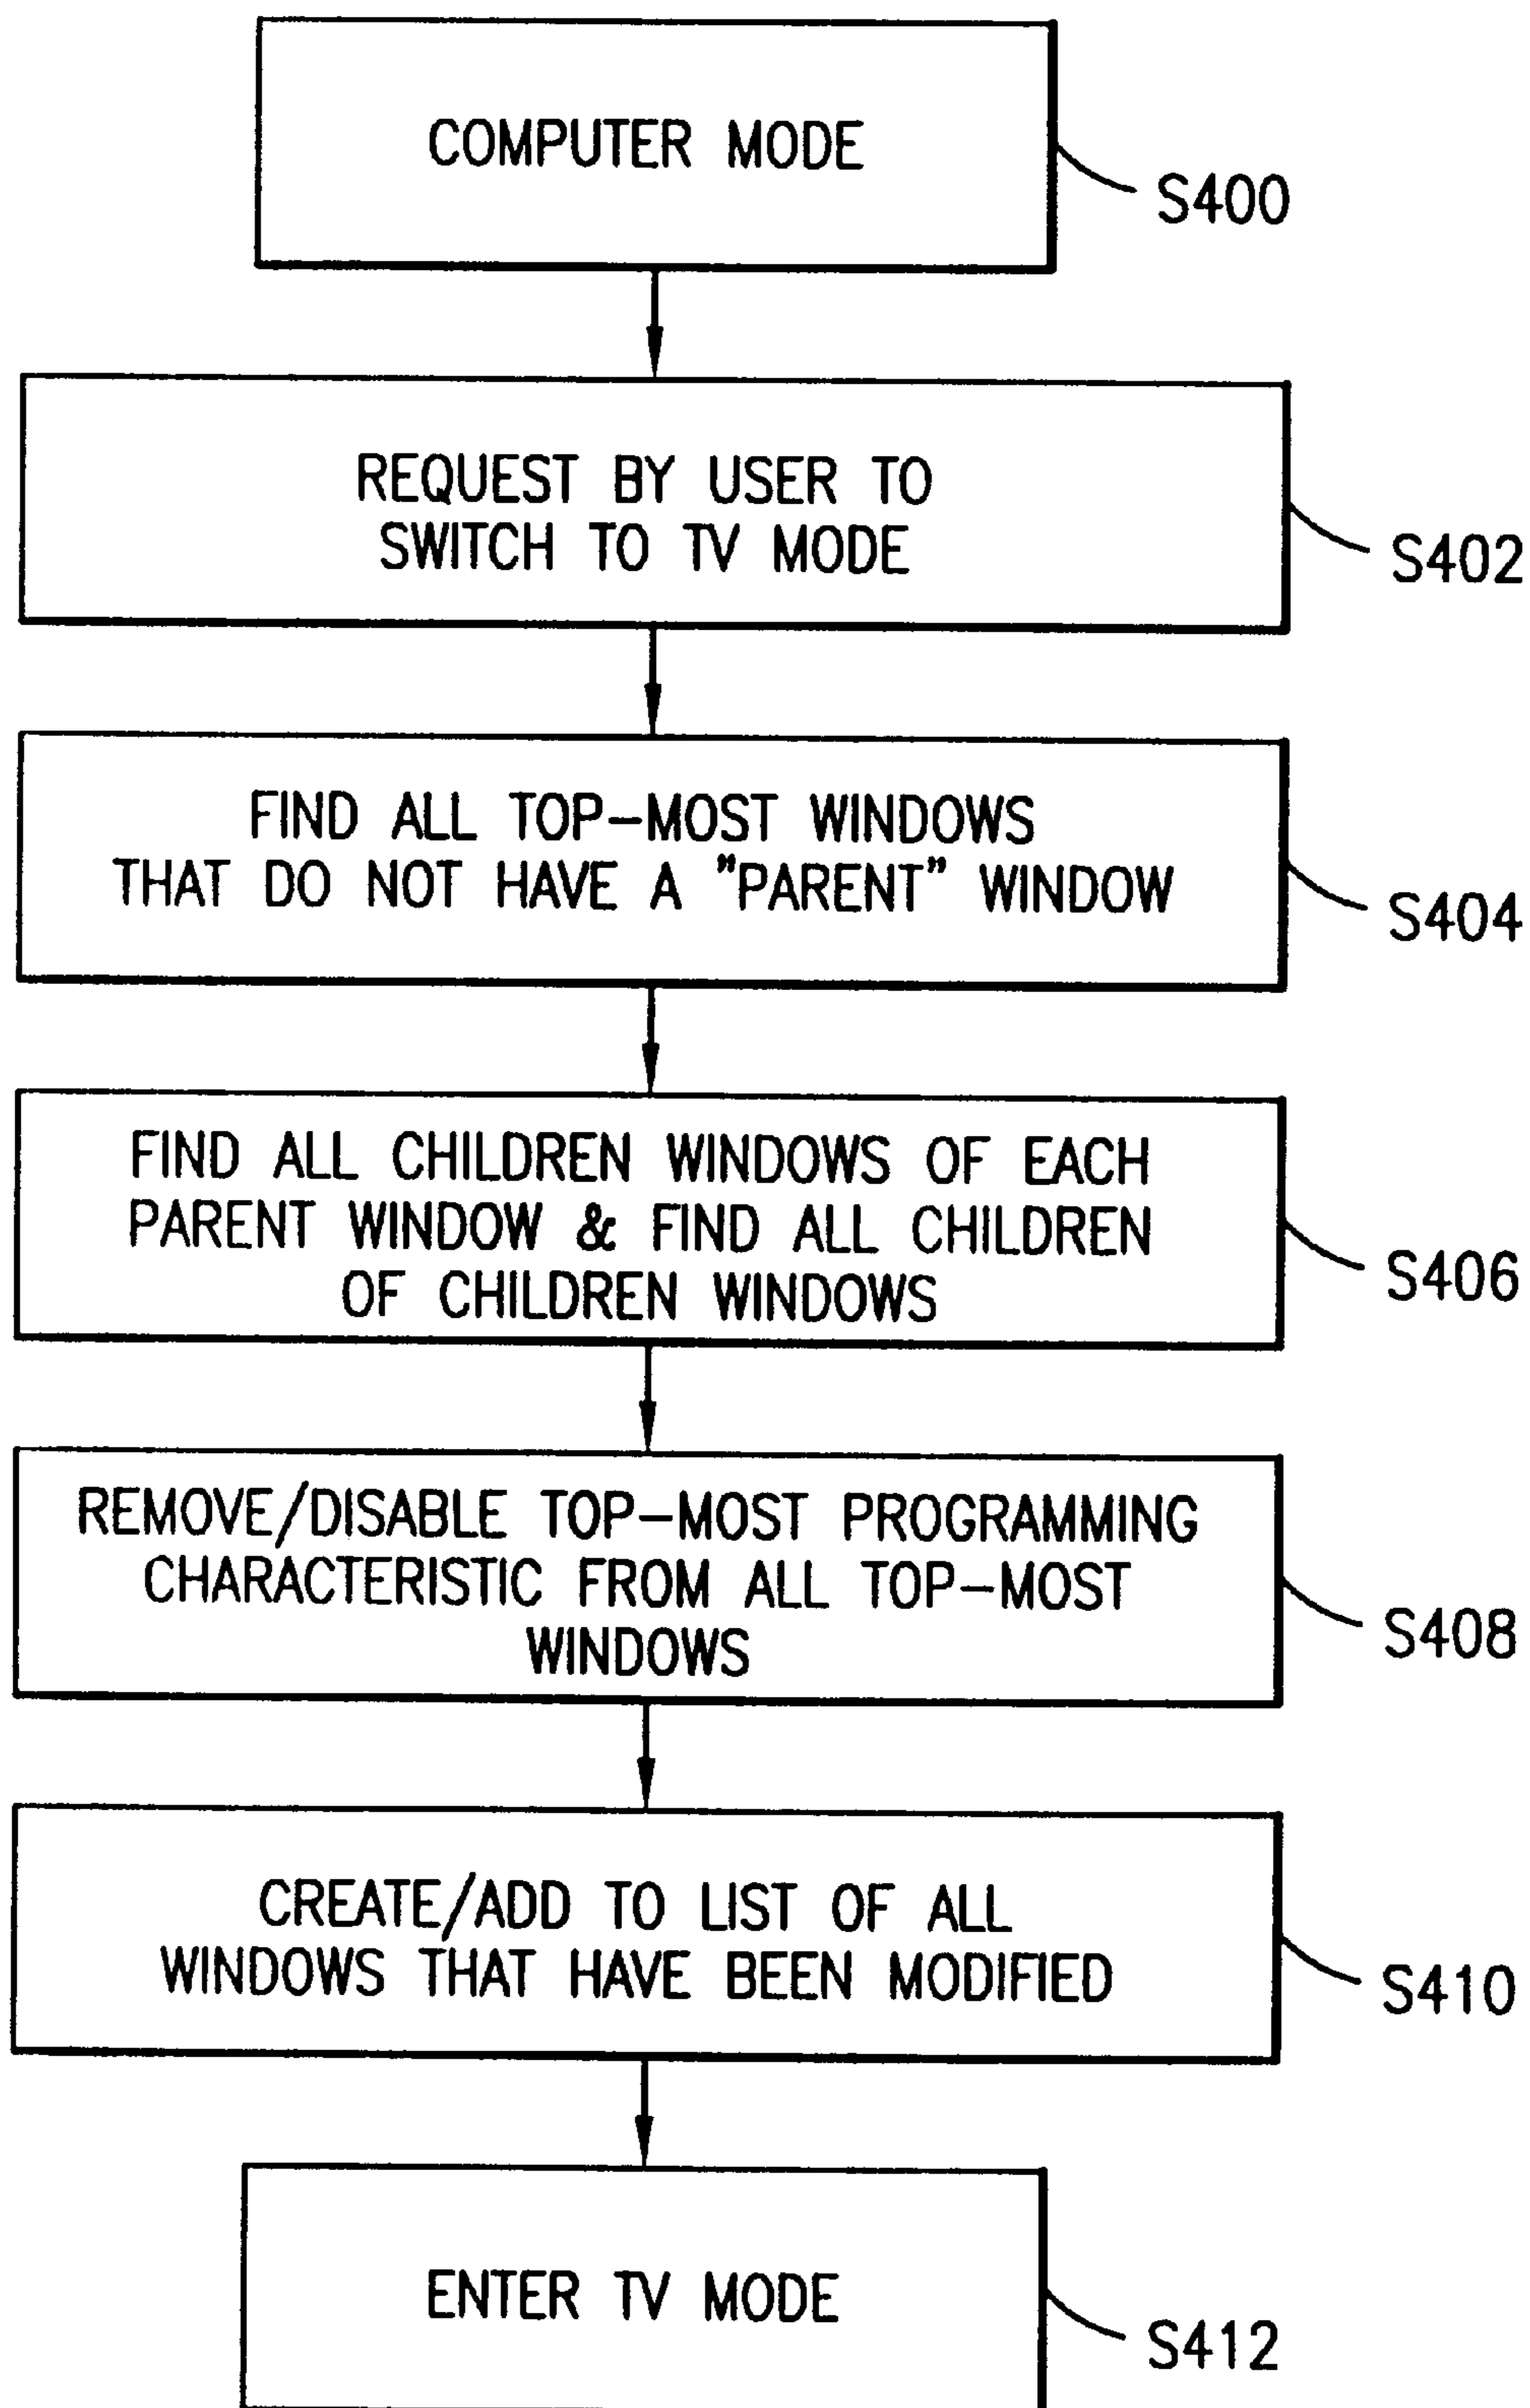 COMPUTER MODE
S400
REQUEST BY USER TO
SWITCH TO TV MODE
S402
FIND ALL TOP-MOST WINDOWS
THAT DO NOT HAVE A "PARENT" WINDOW
S404
FIND ALL CHILDREN WINDOWS OF EACH
PARENT WINDOW & FIND ALL CHILDREN
OF CHILDREN WINDOWS
S406
REMOVE/DISABLE TOP-MOST PROGRAMMING
CHARACTERISTIC FROM ALL TOP-MOST
WINDOWS
S408
CREATE/ADD TO LIST OF ALL
WINDOWS THAT HAVE BEEN MODIFIED
S410
ENTER TV MODE
S412